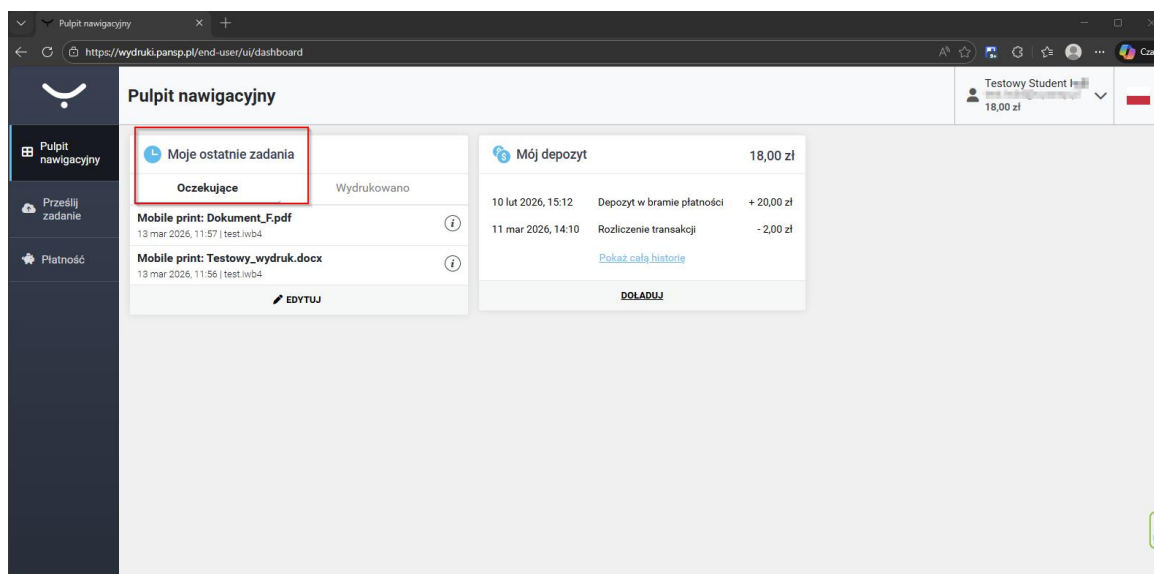 Pulpit nawigacyjny
https://wydruki.pansp.pl/end-user/ui/dashboard
Pulpit nawigacyjny
Testowy Student
18,00 zł
Pulpit nawigacyjny
Prześlij zadanie
Płatność
Moje ostatnie zadania
Oczekujące Wydrukowano
Mobile print: Dokument_F.pdf
13 mar 2026, 11:57 | test.iwb4
Mobile print: Testowy_wydruk.docx
13 mar 2026, 11:56 | test.iwb4
EDYTUJ
Mój depozyt 18,00 zł
10 lut 2026, 15:12 Depozyt w bramie płatności + 20,00 zł
11 mar 2026, 14:10 Rozliczenie transakcji - 2,00 zł
Pokaż całą historię
DOŁADUJ